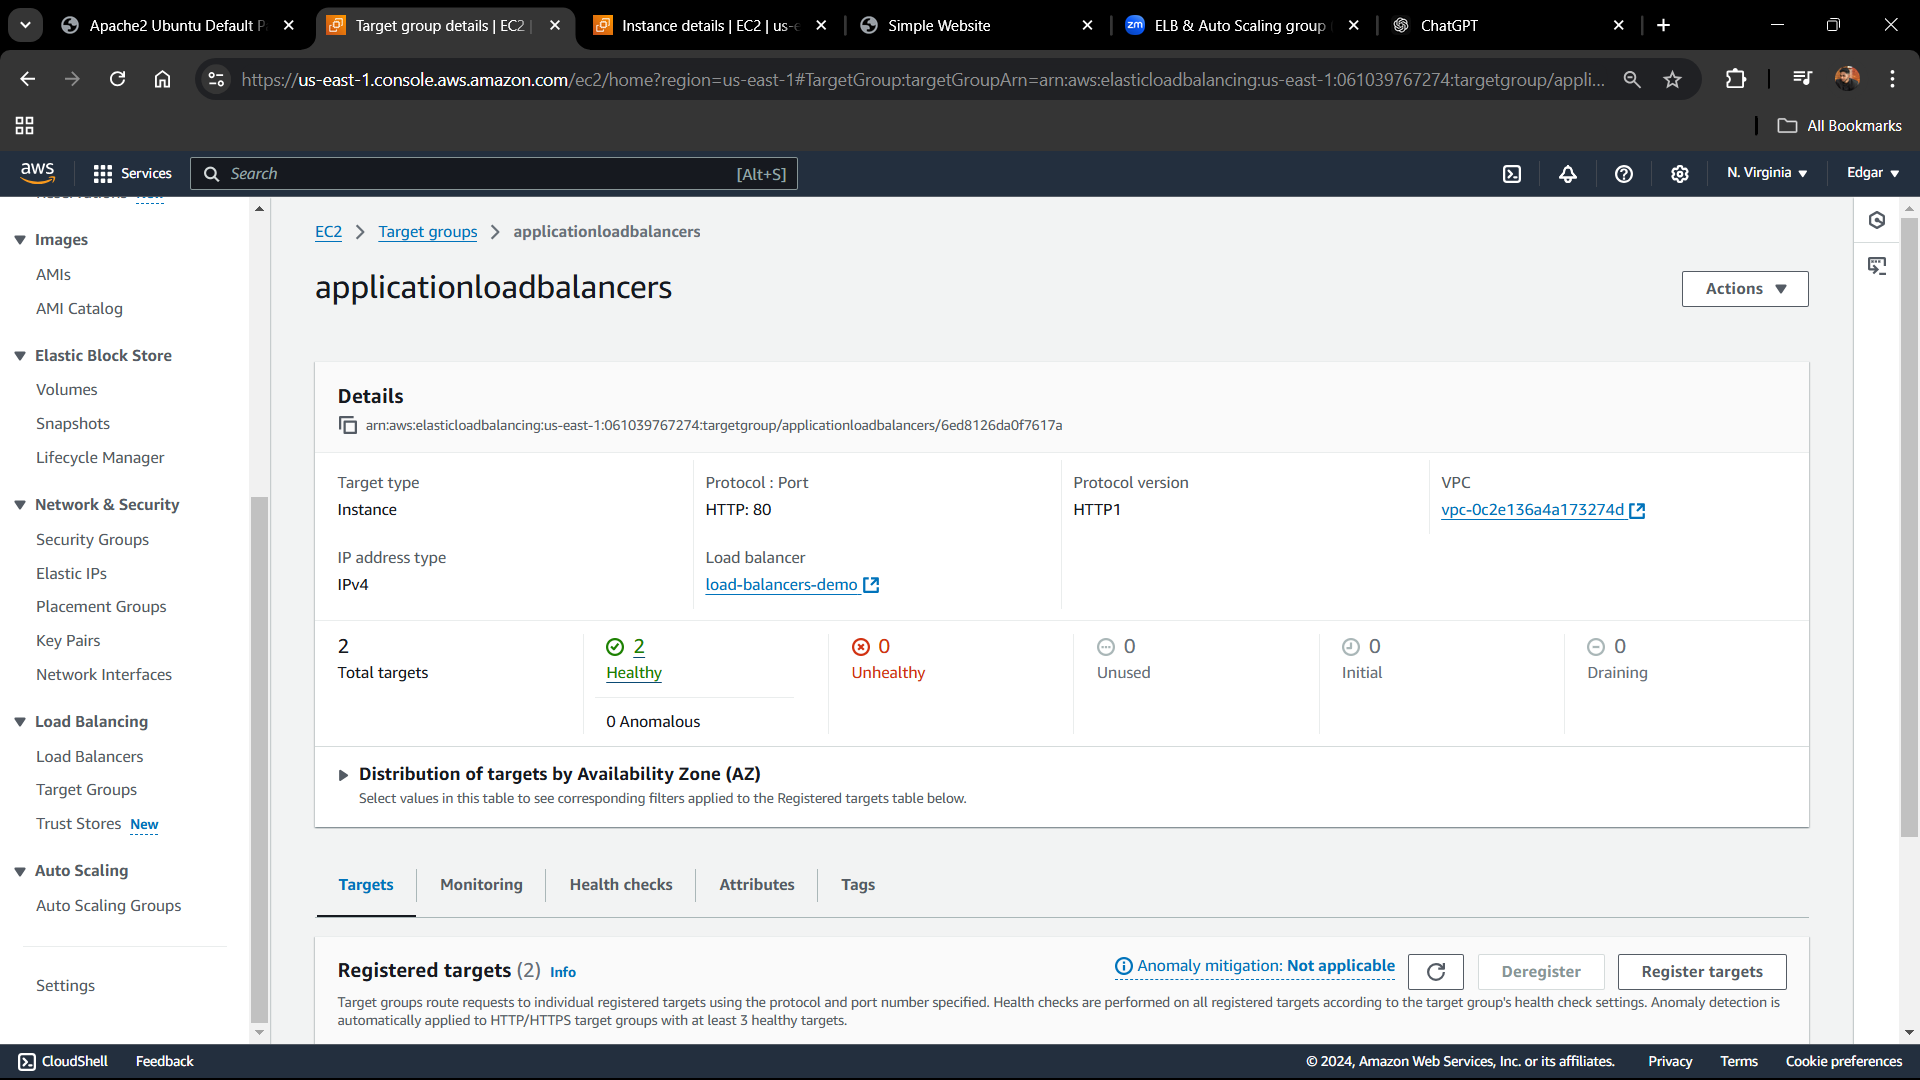 Apache2 Ubuntu Default P
Target group details | EC2 |
Instance details | EC2 | us-e
Simple Website
ELB & Auto Scaling group
ChatGPT
https://us-east-1.console.aws.amazon.com/ec2/home?region=us-east-1#TargetGroup:targetGroupArn=arn:aws:elasticloadbalancing:us-east-1:061039767274:targetgroup/appli...
All Bookmarks
aws
Services
Search
[Alt+S]
N. Virginia
Edgar
Images
AMIs
AMI Catalog
Elastic Block Store
Volumes
Snapshots
Lifecycle Manager
Network & Security
Security Groups
Elastic IPs
Placement Groups
Key Pairs
Network Interfaces
Load Balancing
Load Balancers
Target Groups
Trust Stores New
Auto Scaling
Auto Scaling Groups
Settings
EC2 > Target groups > applicationloadbalancers
applicationloadbalancers
Actions
Details
arn:aws:elasticloadbalancing:us-east-1:061039767274:targetgroup/applicationloadbalancers/6ed8126da0f7617a
Target type
Instance
Protocol : Port
HTTP: 80
Protocol version
HTTP1
VPC
vpc-0c2e136a4a173274d
IP address type
IPv4
Load balancer
load-balancers-demo
2
Total targets
2
Healthy
0 Anomalous
0
Unhealthy
0
Unused
0
Initial
0
Draining
Distribution of targets by Availability Zone (AZ)
Select values in this table to see corresponding filters applied to the Registered targets table below.
Targets
Monitoring
Health checks
Attributes
Tags
Registered targets (2) Info
Anomaly mitigation: Not applicable
Deregister
Register targets
Target groups route requests to individual registered targets using the protocol and port number specified. Health checks are performed on all registered targets according to the target group's health check settings. Anomaly detection is
automatically applied to HTTP/HTTPS target groups with at least 3 healthy targets.
CloudShell
Feedback
© 2024, Amazon Web Services, Inc. or its affiliates.
Privacy
Terms
Cookie preferences